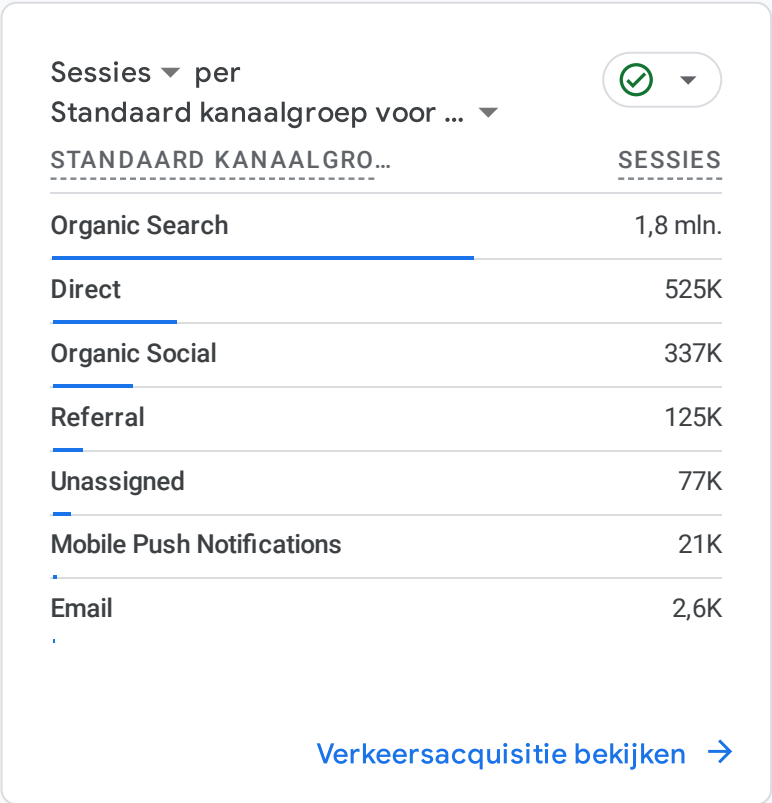 Sessies per
Standaard kanaalgroep voor ...
STANDAARD KANAALGRO... SESSIES
Organic Search 1,8 mln.
Direct 525K
Organic Social 337K
Referral 125K
Unassigned 77K
Mobile Push Notifications 21K
Email 2,6K
Verkeersacquisitie bekijken